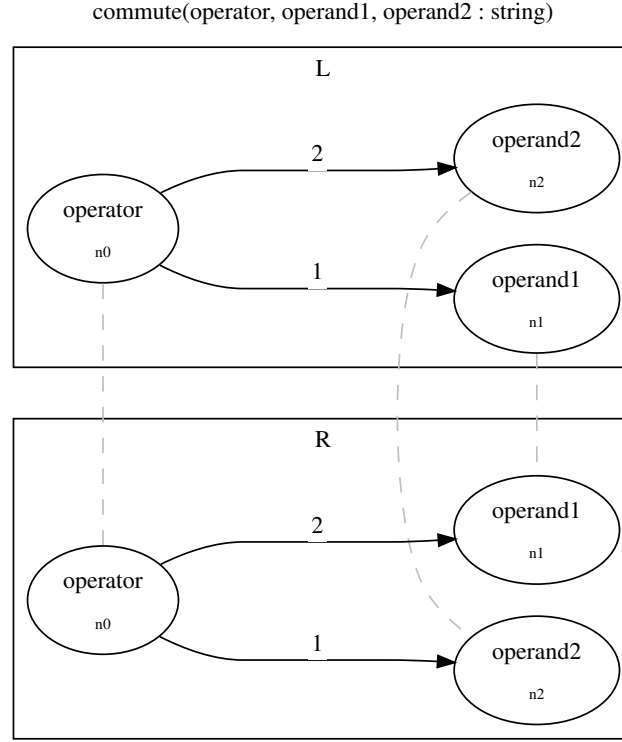 commute(operator, operand1, operand2 : string)
L
operand2
n2
2
operator
n0
1
operand1
n1
R
operand1
n1
2
operator
n0
1
operand2
n2